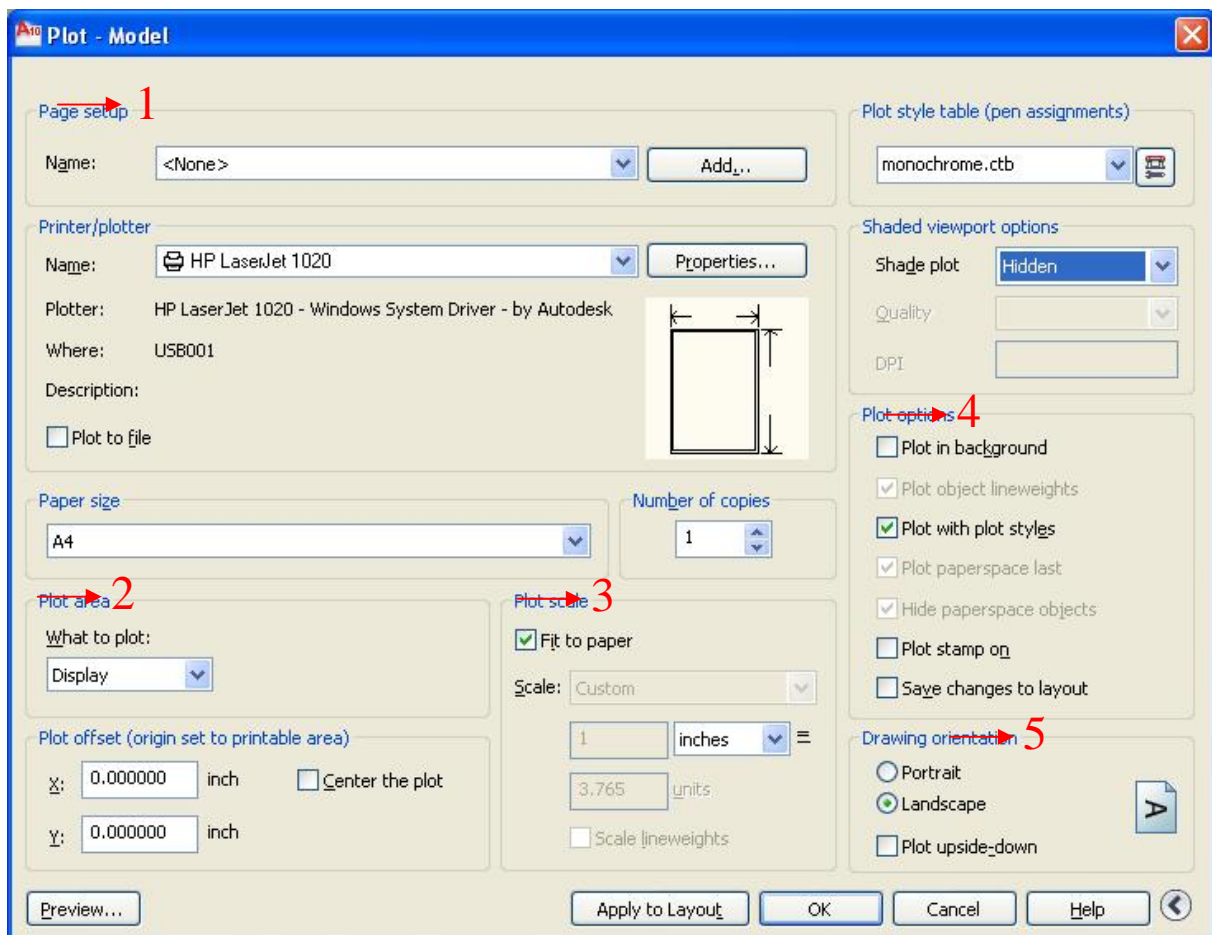 A10 Plot - Model
Page setup 1
Name: <None> Add...
Printer/plotter
Name: HP LaserJet 1020 Properties...
Plotter: HP LaserJet 1020 - Windows System Driver - by Autodesk
Where: USB001
Description:
Plot to file
Paper size
A4
Number of copies
1
Plot area 2
What to plot:
Display
Plot offset (origin set to printable area)
X: 0.000000 inch Center the plot
Y: 0.000000 inch
Plot scale 3
Fit to paper
Scale: Custom
1 inches =
3.765 units
Scale lineweights
Plot style table (pen assignments)
monochrome.ctb
Shaded viewport options
Shade plot Hidden
Quality
DPI
Plot options 4
Plot in background
Plot object lineweights
Plot with plot styles
Plot paperspace last
Hide paperspace objects
Plot stamp on
Save changes to layout
Drawing orientation 5
Portrait
Landscape
A
Plot upside-down
Preview... Apply to Layout OK Cancel Help